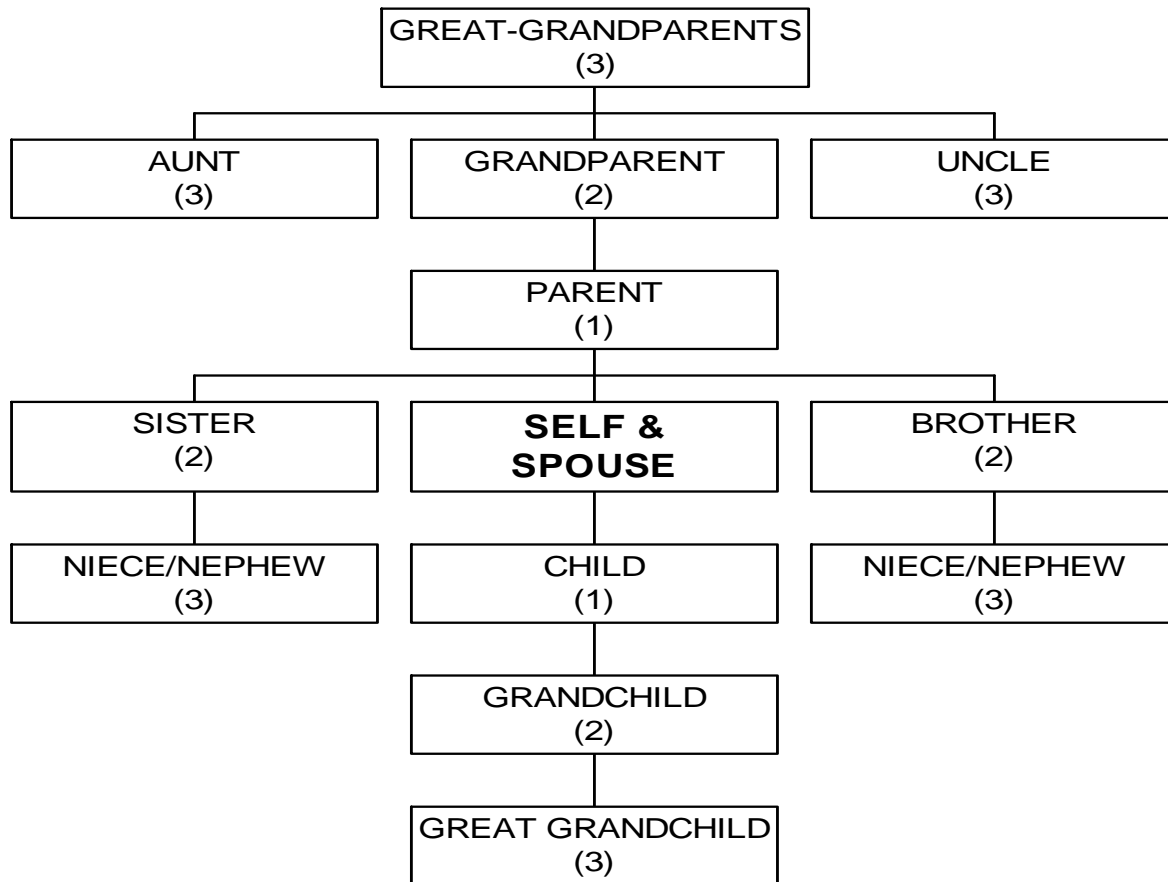 GREAT-GRANDPARENTS
(3)
AUNT
(3)
GRANDPARENT
(2)
UNCLE
(3)
PARENT
(1)
SISTER
(2)
SELF &
SPOUSE
BROTHER
(2)
NIECE/NEPHEW
(3)
CHILD
(1)
NIECE/NEPHEW
(3)
GRANDCHILD
(2)
GREAT GRANDCHILD
(3)